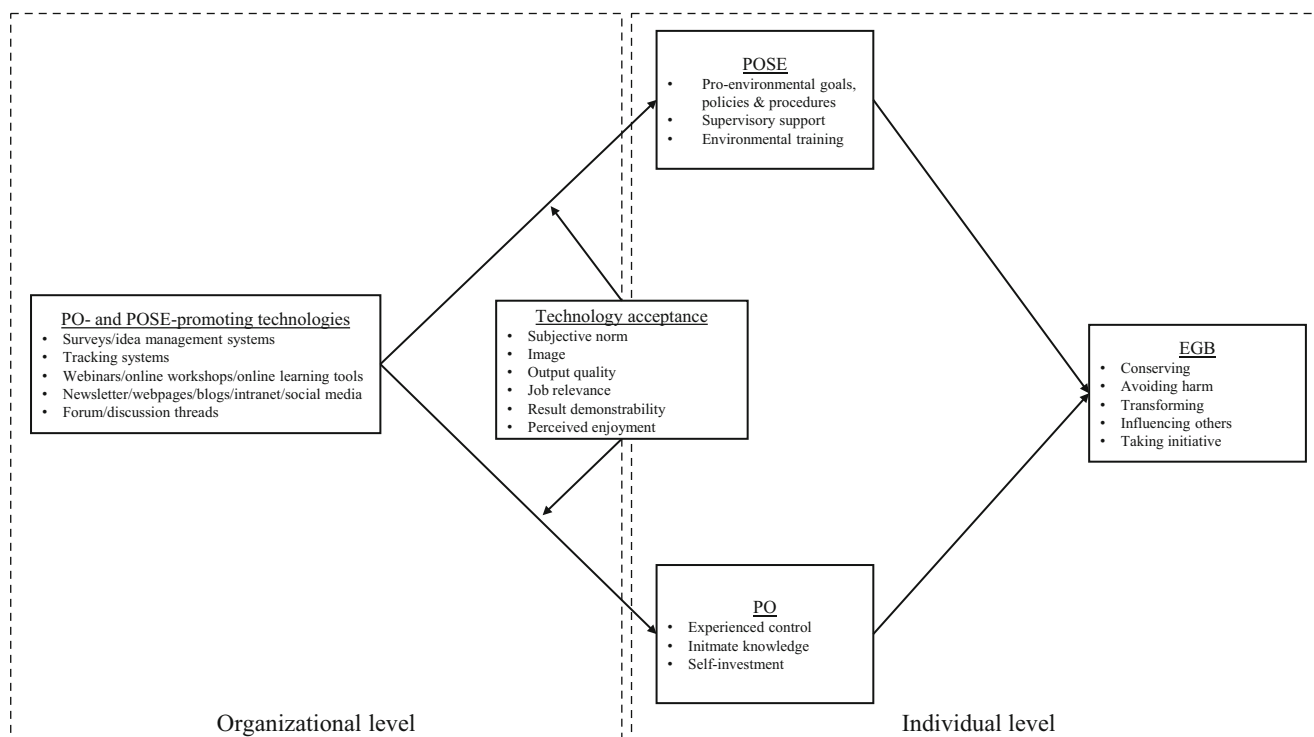 POSE
• Pro-environmental goals,
policies & procedures
• Supervisory support
• Environmental training
PO- and POSE-promoting technologies
• Surveys/idea management systems
• Tracking systems
• Webinars/online workshops/online learning tools
• Newsletter/webpages/blogs/intranet/social media
• Forum/discussion threads
Technology acceptance
• Subjective norm
• Image
• Output quality
• Job relevance
• Result demonstrability
• Perceived enjoyment
EGB
• Conserving
• Avoiding harm
• Transforming
• Influencing others
• Taking initiative
PO
• Experienced control
• Initmate knowledge
• Self-investment
Organizational level
Individual level